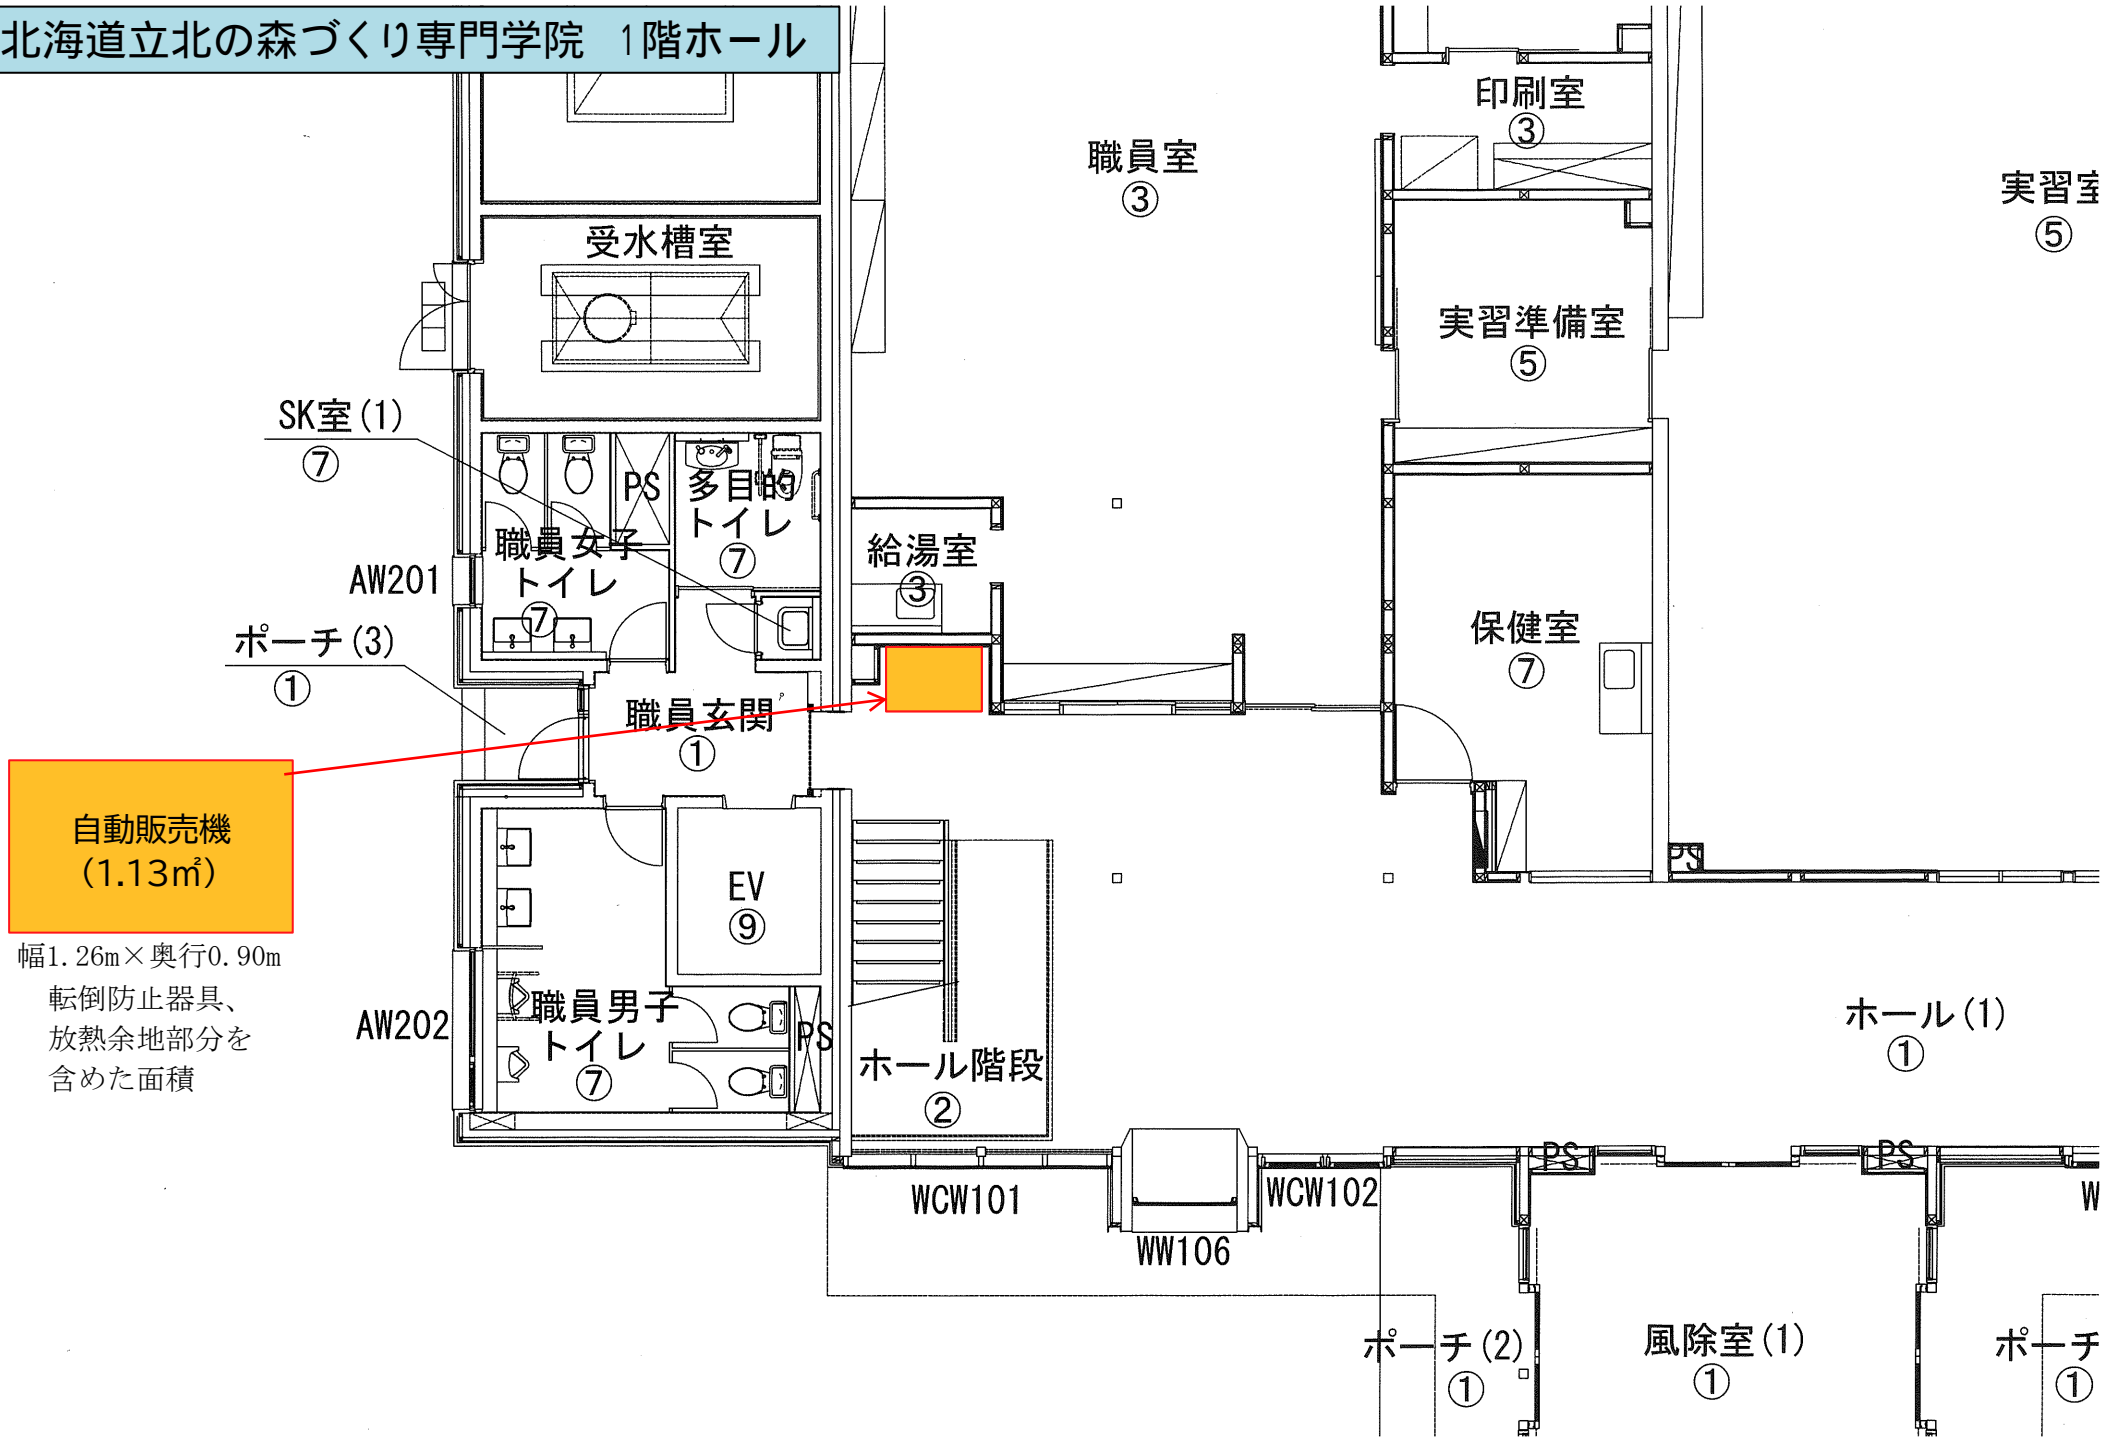 北海道立北の森づくり専門学院　1階ホール
印刷室
③
職員室
③
実習室
⑤
受水槽室
実習準備室
⑤
SK室(1)
⑦
PS
多目的
トイレ
⑦
職員女子
トイレ
⑦
給湯室
③
AW201
保健室
⑦
ポーチ(3)
①
職員玄関
①
自動販売機
(1.13㎡)
幅1.26m×奥行0.90m
転倒防止器具、
放熱余地部分を
含めた面積
EV
⑨
PS
AW202
職員男子
トイレ
⑦
PS
ホール階段
②
ホール(1)
①
PS
PS
WCW101
WCW102
W
WW106
ポーチ(2)
①
風除室(1)
①
ポーチ
①